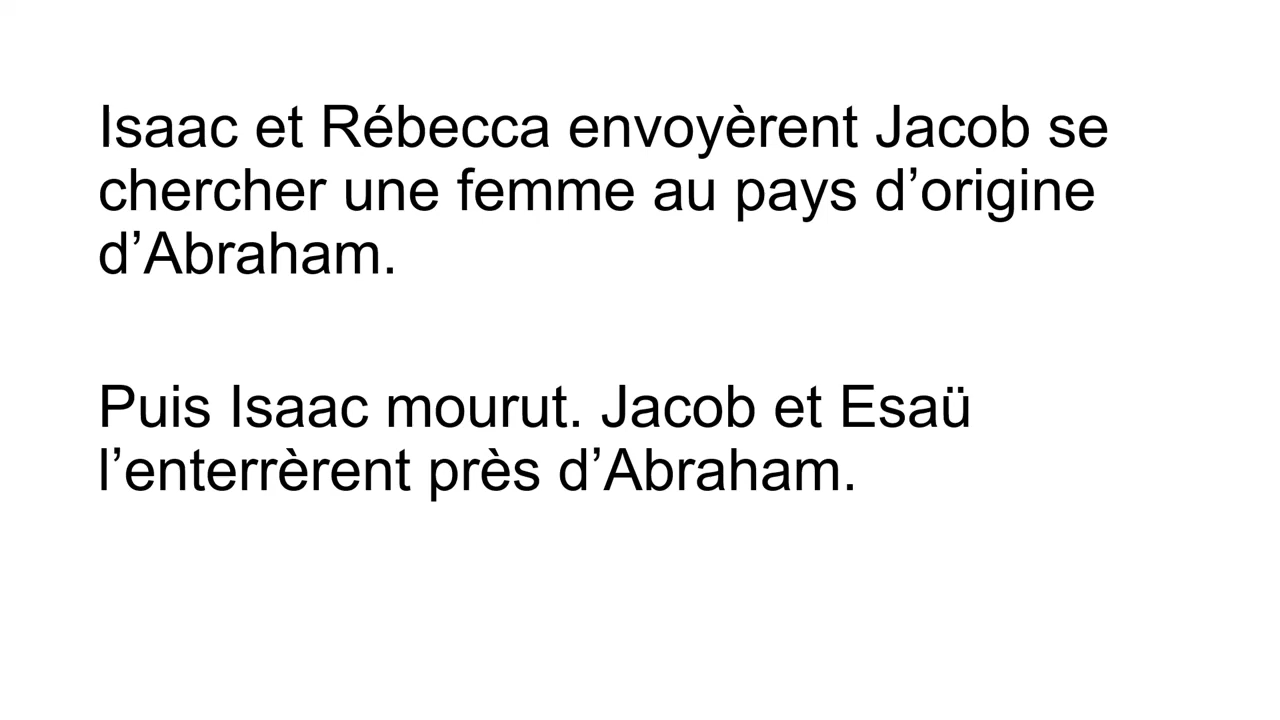 Isaac et Rébecca envoyèrent Jacob se
chercher une femme au pays d’origine
d’Abraham.
Puis Isaac mourut. Jacob et Esaü
l’enterrèrent près d’Abraham.